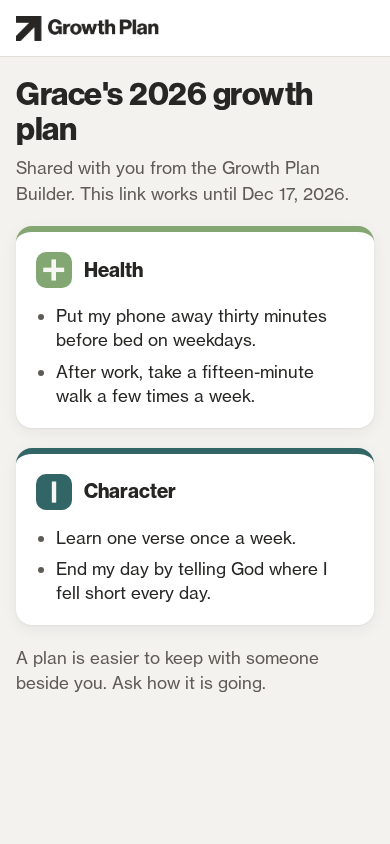 Growth Plan
Grace's 2026 growth
plan
Shared with you from the Growth Plan
Builder. This link works until Dec 17, 2026.
Health
Put my phone away thirty minutes
before bed on weekdays.
After work, take a fifteen-minute
walk a few times a week.
Character
Learn one verse once a week.
End my day by telling God where I
fell short every day.
A plan is easier to keep with someone
beside you. Ask how it is going.